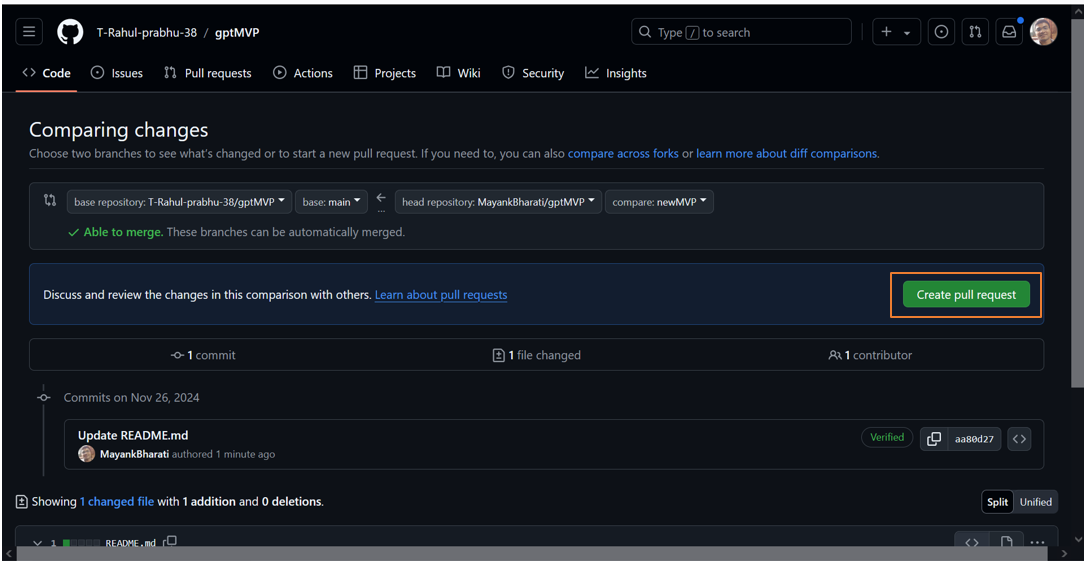 T-Rahul-prabhu-38 / gptMVP
Type / to search
Code Issues Pull requests Actions Projects Wiki Security Insights
Comparing changes
Choose two branches to see what's changed or to start a new pull request. If you need to, you can also compare across forks or learn more about diff comparisons.
base repository: T-Rahul-prabhu-38/gptMVP base: main ... head repository: MayankBharati/gptMVP compare: newMVP
Able to merge. These branches can be automatically merged.
Discuss and review the changes in this comparison with others. Learn about pull requests Create pull request
1 commit 1 file changed 1 contributor
Commits on Nov 26, 2024
Update README.md
MayankBharati authored 1 minute ago
Verified aa80d27
Showing 1 changed file with 1 addition and 0 deletions. Split Unified
1 README.md